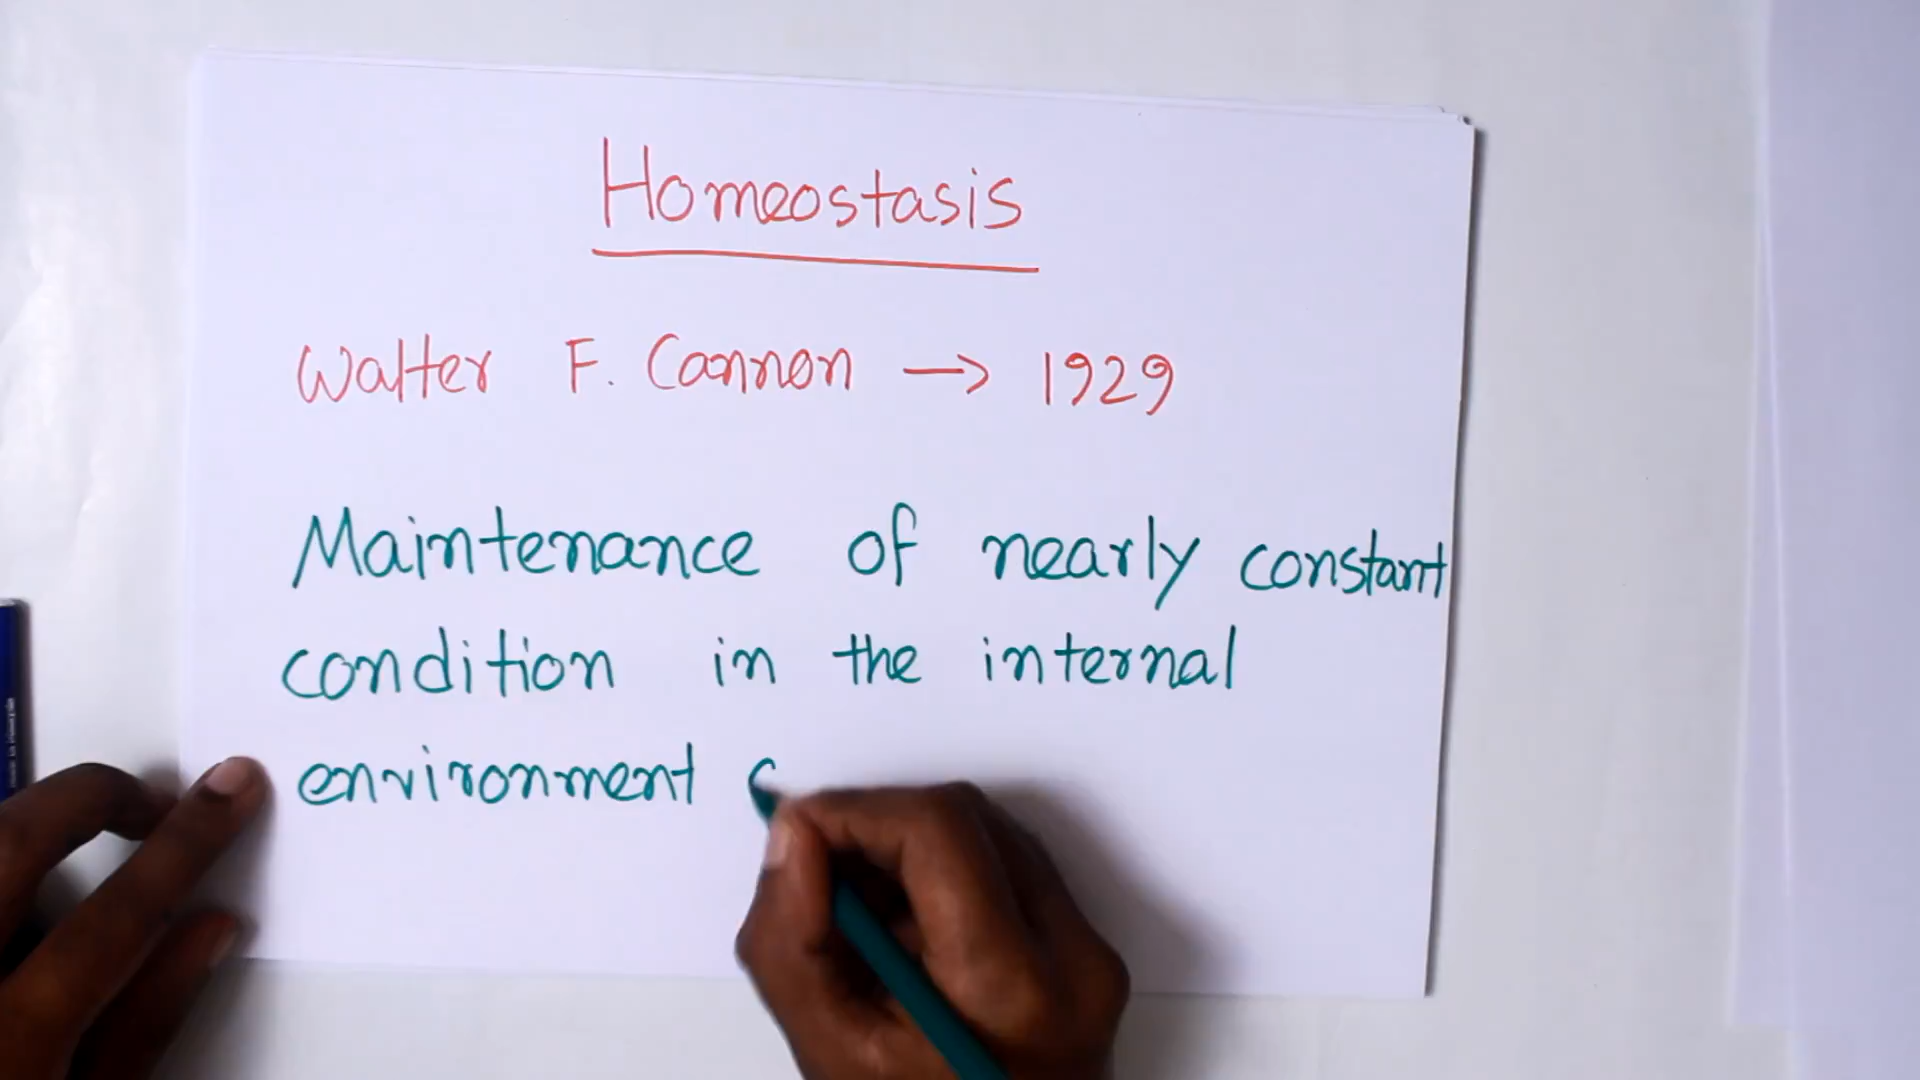 Homeostasis
Walter F. Cannon → 1929
Maintenance of nearly constant
condition in the internal
environment